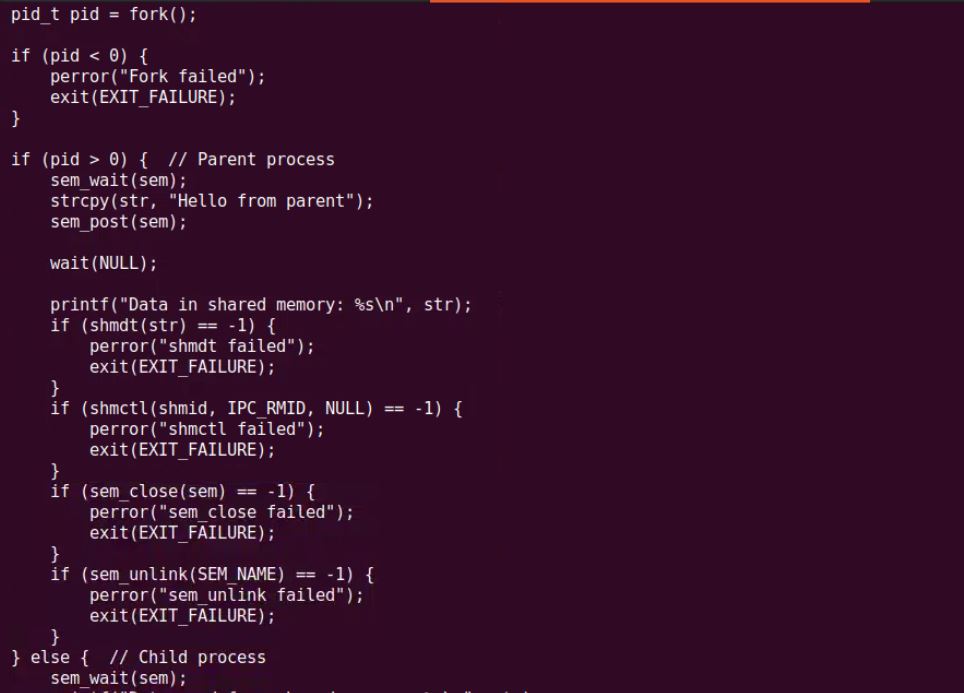 pid_t pid = fork();
if (pid < 0) {
perror("Fork failed");
exit(EXIT_FAILURE);
}
if (pid > 0) {  // Parent process
sem_wait(sem);
strcpy(str, "Hello from parent");
sem_post(sem);
wait(NULL);
printf("Data in shared memory: %s\n", str);
if (shmdt(str) == -1) {
perror("shmdt failed");
exit(EXIT_FAILURE);
}
if (shmctl(shmid, IPC_RMID, NULL) == -1) {
perror("shmctl failed");
exit(EXIT_FAILURE);
}
if (sem_close(sem) == -1) {
perror("sem_close failed");
exit(EXIT_FAILURE);
}
if (sem_unlink(SEM_NAME) == -1) {
perror("sem_unlink failed");
exit(EXIT_FAILURE);
}
} else {  // Child process
sem_wait(sem);